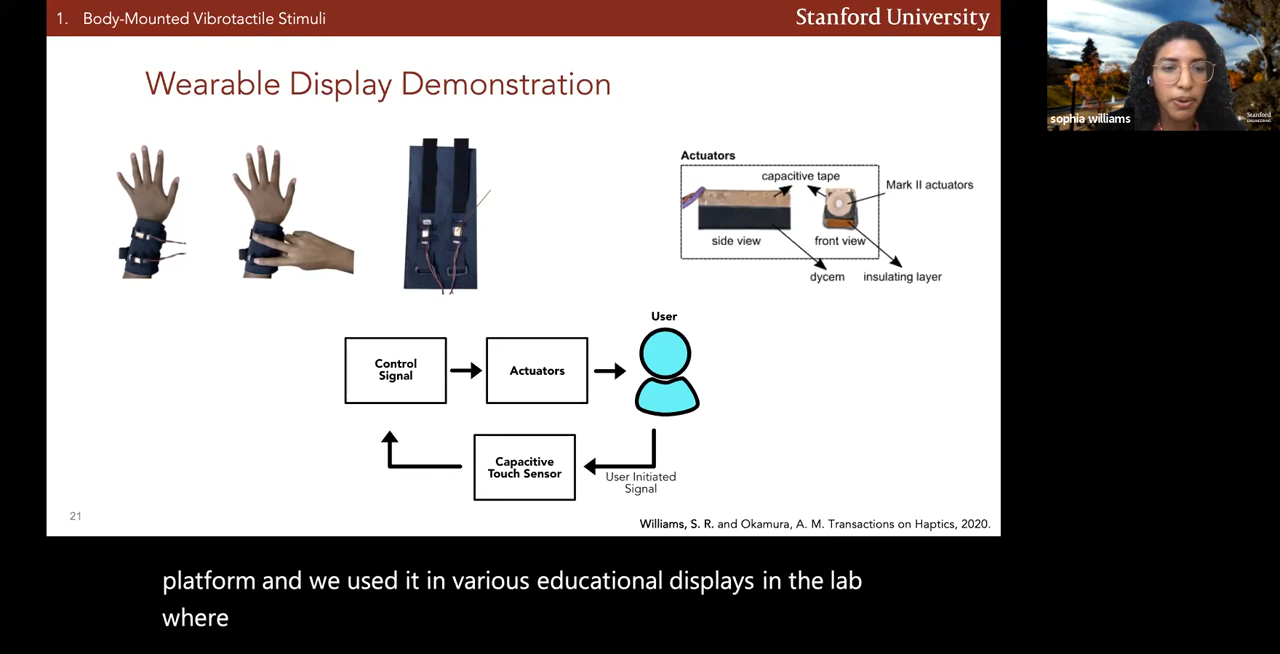 1. Body-Mounted Vibrotactile Stimuli
Stanford University
Wearable Display Demonstration
sophia williams
Stanford
ENGINEERING
Actuators
capacitive tape
Mark II actuators
side view
front view
dycem
insulating layer
User
Control
Signal
Actuators
Capacitive
Touch Sensor
User Initiated
Signal
21
Williams, S. R. and Okamura, A. M. Transactions on Haptics, 2020.
platform and we used it in various educational displays in the lab
where